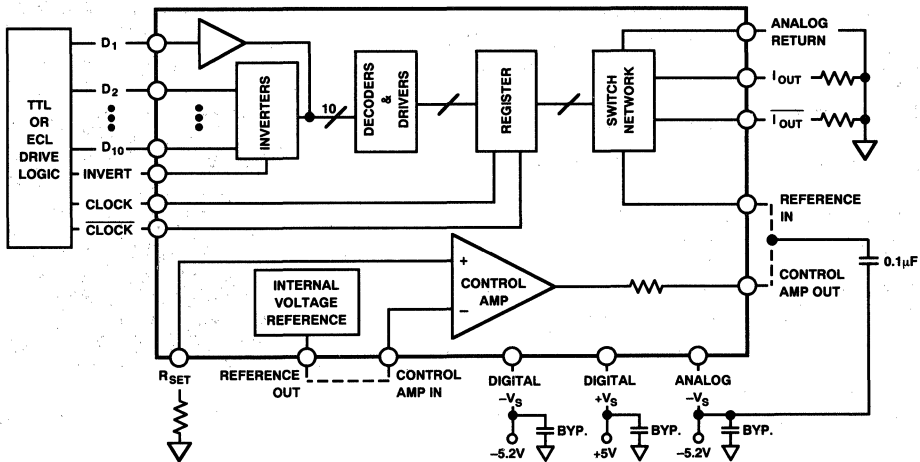 TTL
OR
ECL
DRIVE
LOGIC
D1
D2
D10
INVERT
CLOCK
CLOCK
INVERTERS
10
DECODERS
&
DRIVERS
REGISTER
SWITCH
NETWORK
ANALOG
RETURN
IOUT
IOUT
REFERENCE
IN
0.1µF
CONTROL
AMP OUT
+
CONTROL
AMP
–
INTERNAL
VOLTAGE
REFERENCE
RSET
REFERENCE
OUT
CONTROL
AMP IN
DIGITAL
–VS
BYP.
–5.2V
DIGITAL
+VS
BYP.
+5V
ANALOG
–VS
BYP.
–5.2V